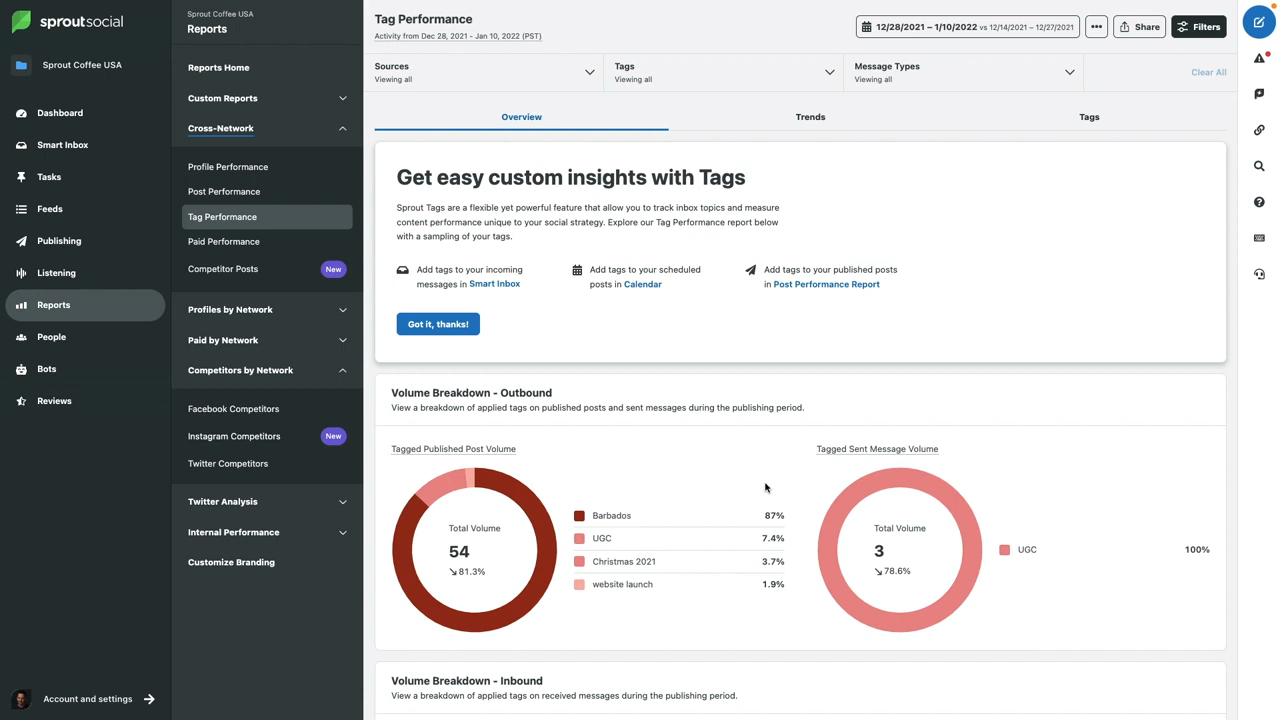 sproutsocial
Sprout Coffee USA
Dashboard
Smart Inbox
Tasks
Feeds
Publishing
Listening
Reports
People
Bots
Reviews
Account and settings
Sprout Coffee USA
Reports
Reports Home
Custom Reports
Cross-Network
Profile Performance
Post Performance
Tag Performance
Paid Performance
Competitor Posts New
Profiles by Network
Paid by Network
Competitors by Network
Facebook Competitors
Instagram Competitors New
Twitter Competitors
Twitter Analysis
Internal Performance
Customize Branding
Tag Performance
Activity from Dec 28, 2021 - Jan 10, 2022 (PST)
12/28/2021 – 1/10/2022 vs 12/14/2021 – 12/27/2021
Share
Filters
Sources
Viewing all
Tags
Viewing all
Message Types
Viewing all
Clear All
Overview
Trends
Tags
Get easy custom insights with Tags
Sprout Tags are a flexible yet powerful feature that allow you to track inbox topics and measure
content performance unique to your social strategy. Explore our Tag Performance report below
with a sampling of your tags.
Add tags to your incoming
messages in Smart Inbox
Add tags to your scheduled
posts in Calendar
Add tags to your published posts
in Post Performance Report
Got it, thanks!
Volume Breakdown - Outbound
View a breakdown of applied tags on published posts and sent messages during the publishing period.
Tagged Published Post Volume
Total Volume
54
↘81.3%
Barbados 87%
UGC 7.4%
Christmas 2021 3.7%
website launch 1.9%
Tagged Sent Message Volume
Total Volume
3
↘78.6%
UGC 100%
Volume Breakdown - Inbound
View a breakdown of applied tags on received messages during the publishing period.